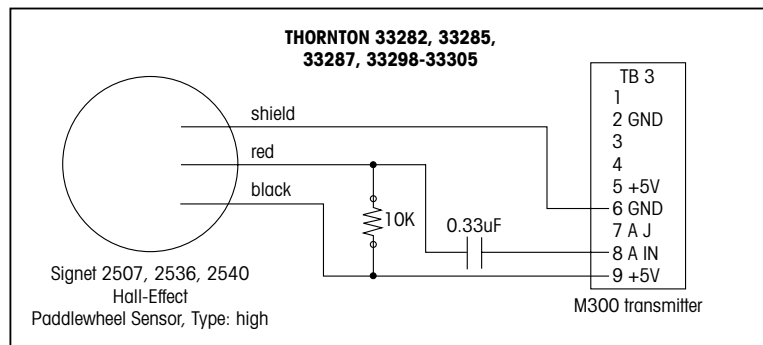 THORNTON 33282, 33285,
33287, 33298-33305
TB 3
1
2 GND
3
4
5 +5V
6 GND
7 A J
8 A IN
9 +5V
M300 transmitter
shield
red
black
10K
0.33uF
Signet 2507, 2536, 2540
Hall-Effect
Paddlewheel Sensor, Type: high